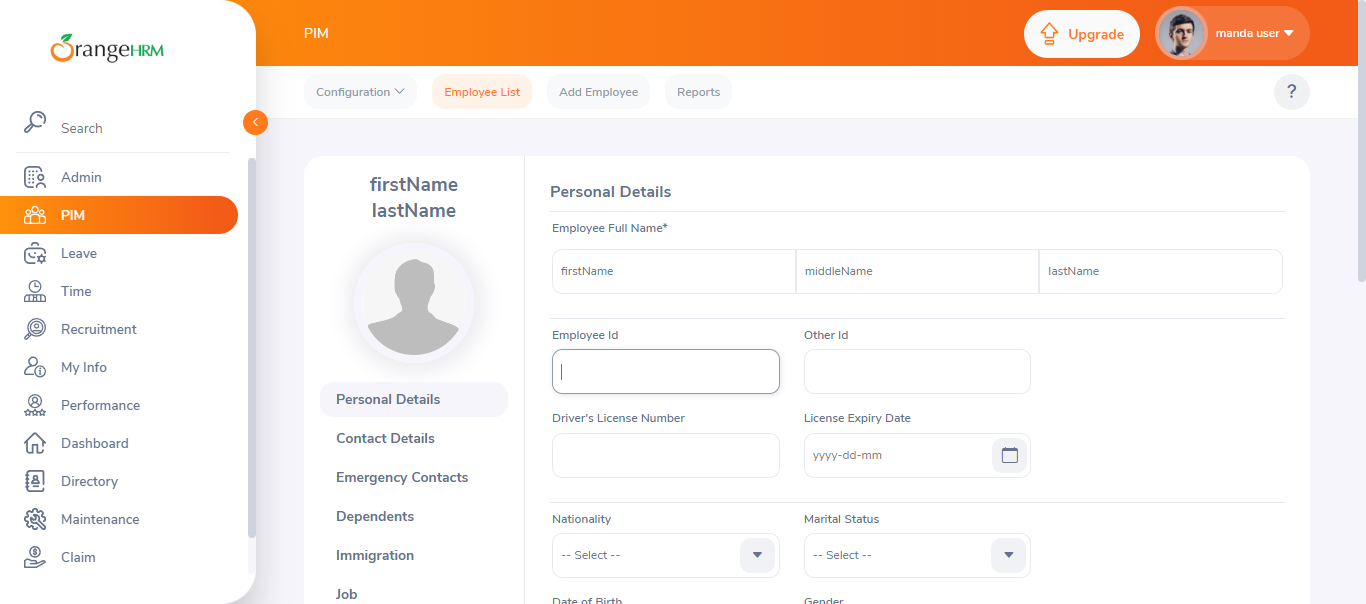 OrangeHRM
Search
Admin
PIM
Leave
Time
Recruitment
My Info
Performance
Dashboard
Directory
Maintenance
Claim
PIM
Upgrade
manda user
Configuration
Employee List
Add Employee
Reports
?
firstName
lastName
Personal Details
Contact Details
Emergency Contacts
Dependents
Immigration
Job
Personal Details
Employee Full Name*
firstName
middleName
lastName
Employee Id
Other Id
Driver's License Number
License Expiry Date
yyyy-dd-mm
Nationality
Marital Status
-- Select --
-- Select --
Date of Birth
Gender